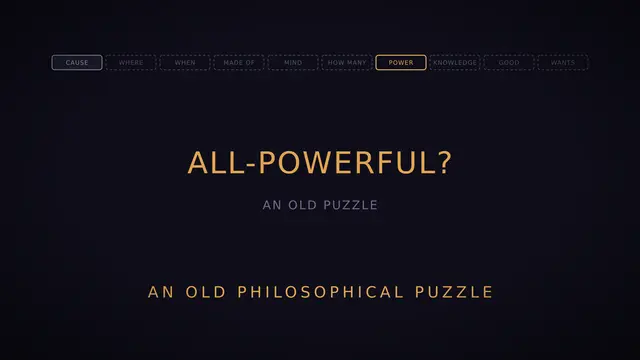 CAUSE WHERE WHEN MADE OF MIND HOW MANY POWER KNOWLEDGE GOOD WANTS
ALL-POWERFUL?
AN OLD PUZZLE
AN OLD PHILOSOPHICAL PUZZLE